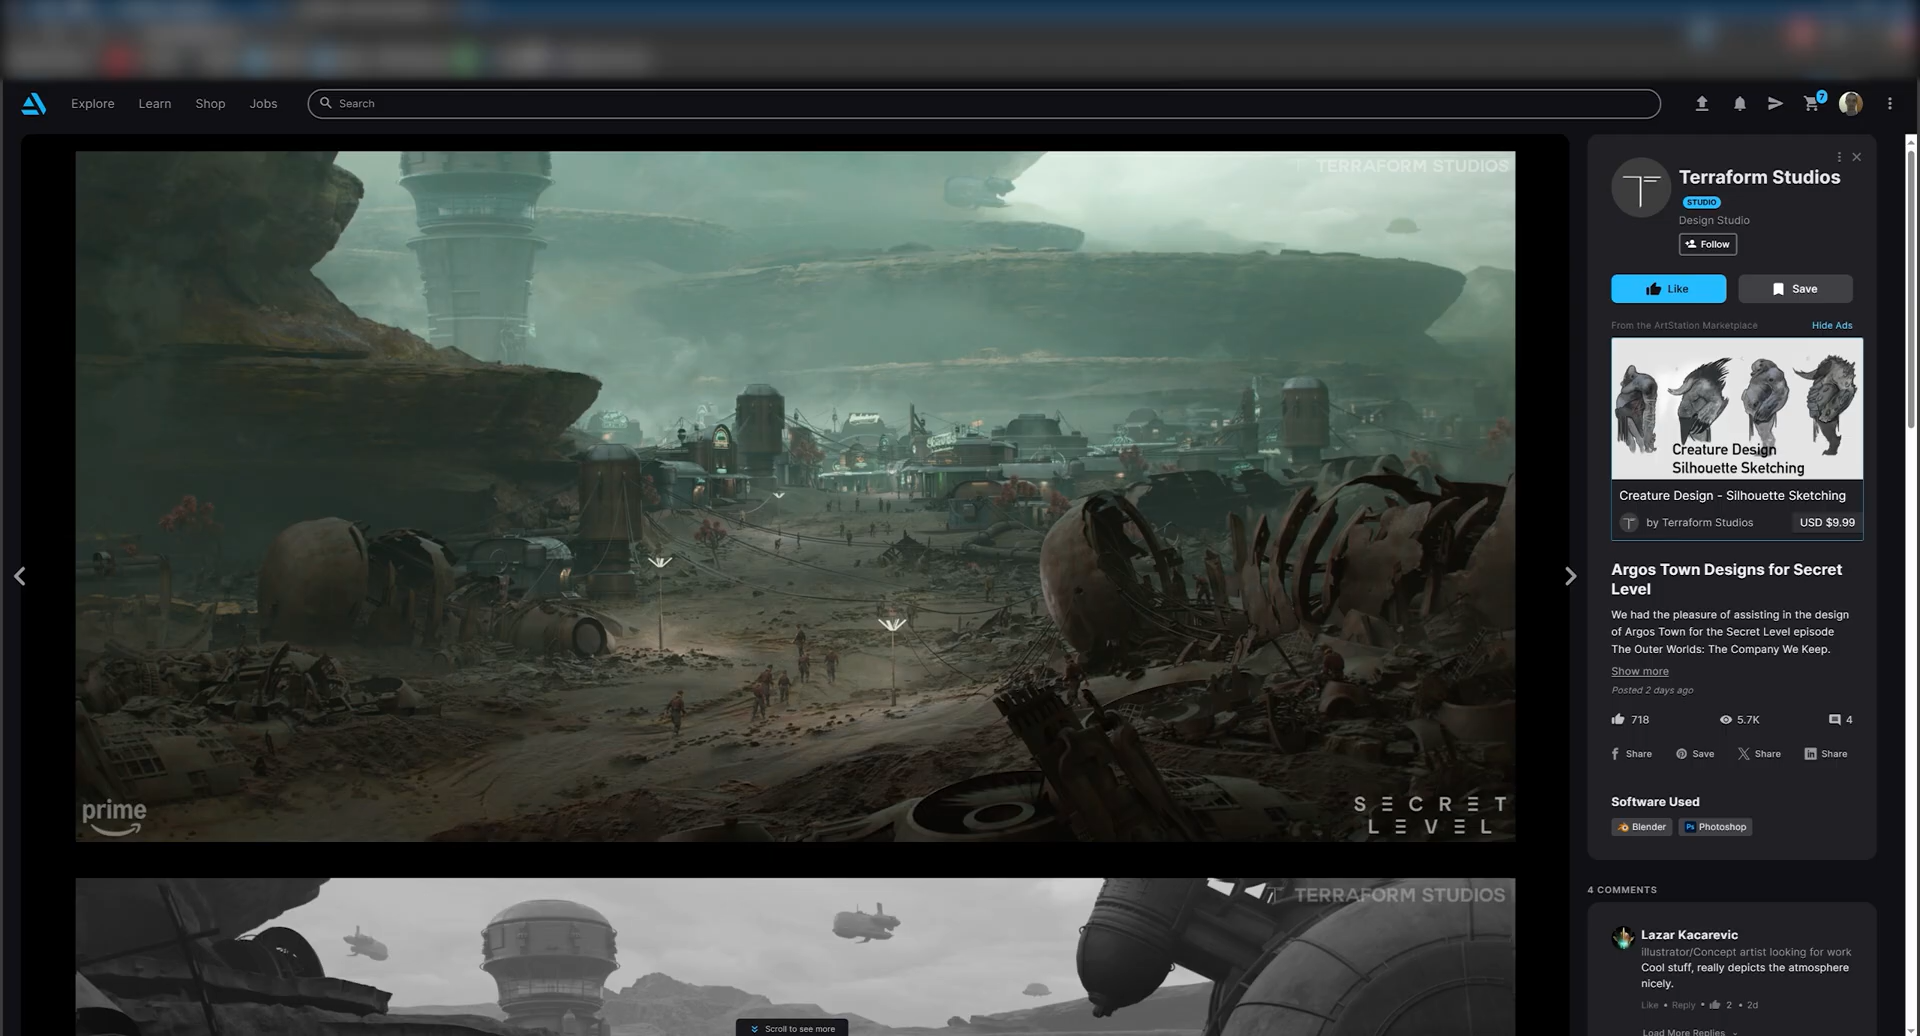 Explore
Learn
Shop
Jobs
Search
7
TERRAFORM STUDIOS
prime
SECRET
LEVEL
TERRAFORM STUDIOS
Scroll to see more
Terraform Studios
STUDIO
Design Studio
Follow
Like
Save
From the ArtStation Marketplace
Hide Ads
Creature Design
Silhouette Sketching
Creature Design - Silhouette Sketching
by Terraform Studios
USD $9.99
Argos Town Designs for Secret
Level
We had the pleasure of assisting in the design
of Argos Town for the Secret Level episode
The Outer Worlds: The Company We Keep.
Show more
Posted 2 days ago
718
5.7K
4
Share
Save
Share
Share
Software Used
Blender
Ps Photoshop
4 COMMENTS
Lazar Kacarevic
illustrator/Concept artist looking for work
Cool stuff, really depicts the atmosphere
nicely.
Like • Reply • 2 • 2d
Load More Replies